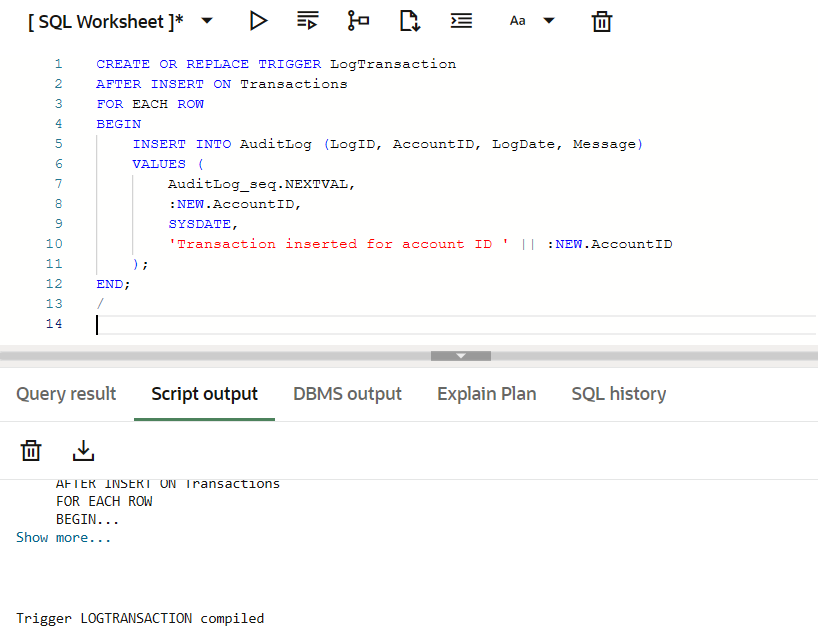 [ SQL Worksheet ]*
Aa
1 CREATE OR REPLACE TRIGGER LogTransaction
2 AFTER INSERT ON Transactions
3 FOR EACH ROW
4 BEGIN
5 INSERT INTO AuditLog (LogID, AccountID, LogDate, Message)
6 VALUES (
7 AuditLog_seq.NEXTVAL,
8 :NEW.AccountID,
9 SYSDATE,
10 'Transaction inserted for account ID ' || :NEW.AccountID
11 );
12 END;
13 /
14
Query result Script output DBMS output Explain Plan SQL history
AFTER INSERT ON Transactions
FOR EACH ROW
BEGIN...
Show more...
Trigger LOGTRANSACTION compiled